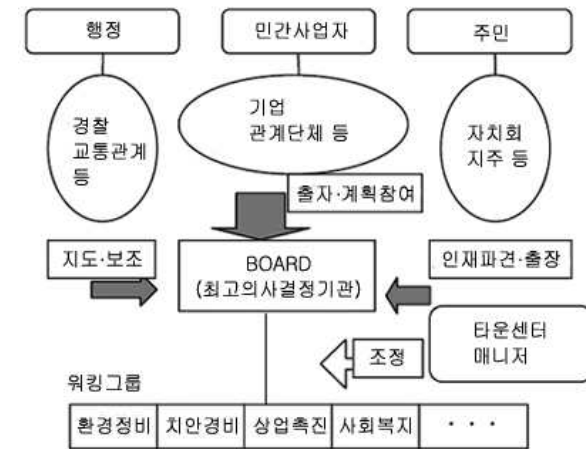 행정
민간사업자
주민
경찰
교통관계
등
기업
관계단체 등
자치회
지주 등
출자·계획참여
지도·보조
BOARD
(최고의사결정기관)
인재파견·출장
타운센터
매니저
조정
워킹그룹
환경정비 치안경비 상업촉진 사회복지 · · ·